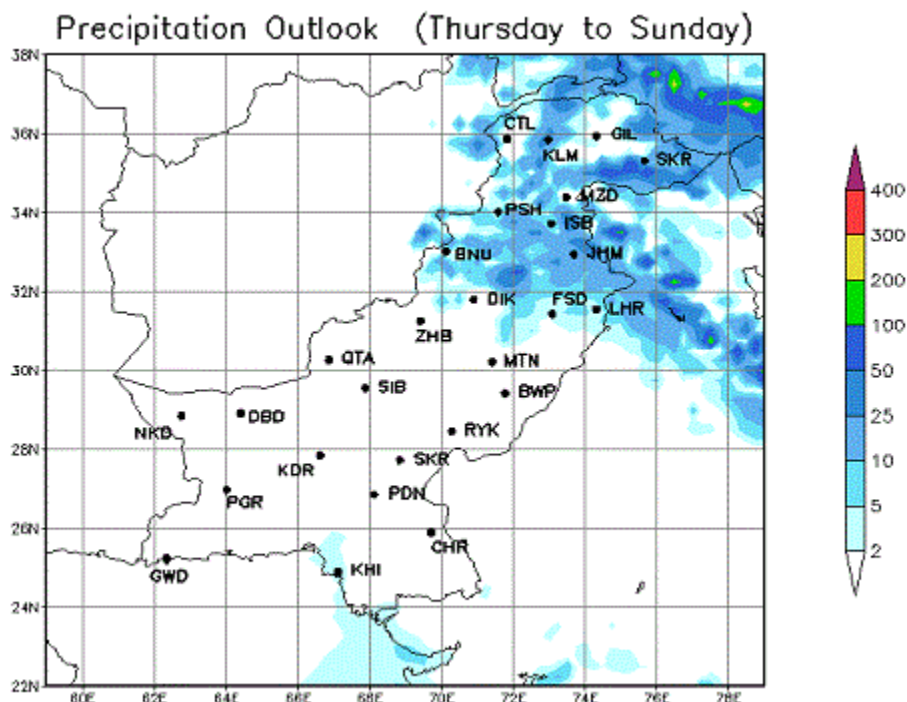 Precipitation Outlook (Thursday to Sunday)
38N
36N
34N
32N
30N
28N
26N
24N
22N
CTL
KLM
GIL
SKR
MZD
PSH
ISB
BNU
JHM
DIK
FSD
LHR
ZHB
QTA
MTN
SIB
BWP
NKD
DBD
RYK
KDR
SKR
PGR
PDN
CHR
GWD
KHI
60E 62E 64E 66E 68E 70E 72E 74E 76E 78E
400
300
200
100
50
25
10
5
2